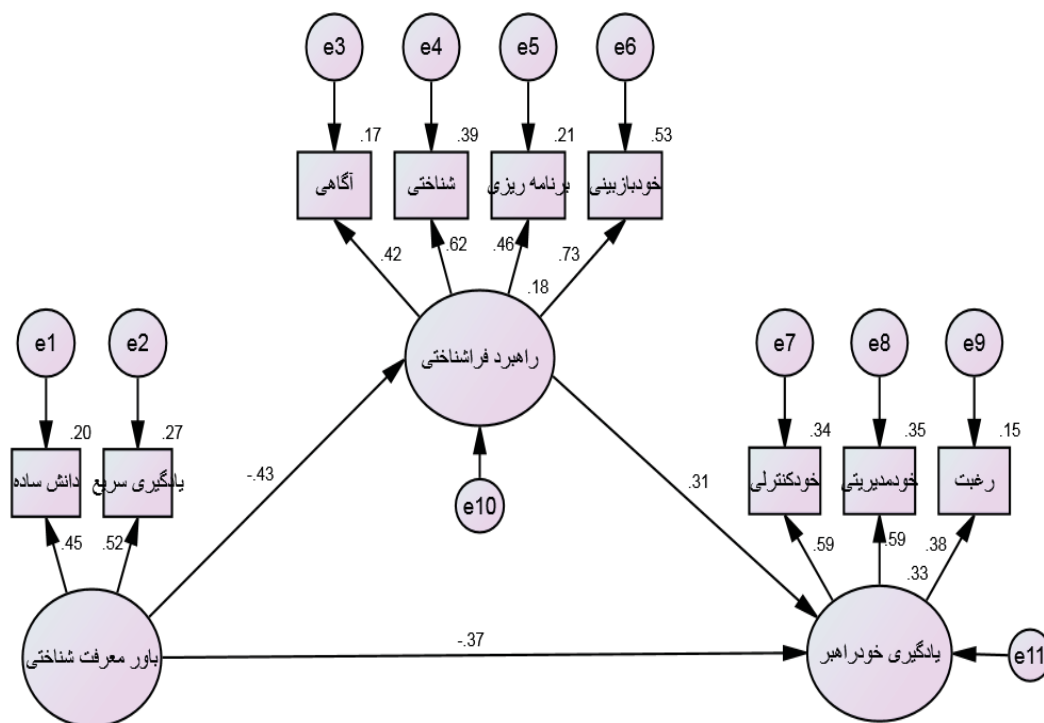 e3 e4 e5 e6
.17 .39 .21 .53
آگاهی شناختی برنامه ریزی خودبازبینی
.42 .62 .46 .73
.18
راهبرد فراشناختی
e1 e2
e7 e8 e9
.20 .27
.34 .35 .15
دانش ساده یادگیری سریع
خودکنترلی خودمدیریتی رغبت
-.43
e10
.31
.45 .52
.59 .59 .38
.33
باور معرفت شناختی
-.37
یادگیری خودراهبر
e11